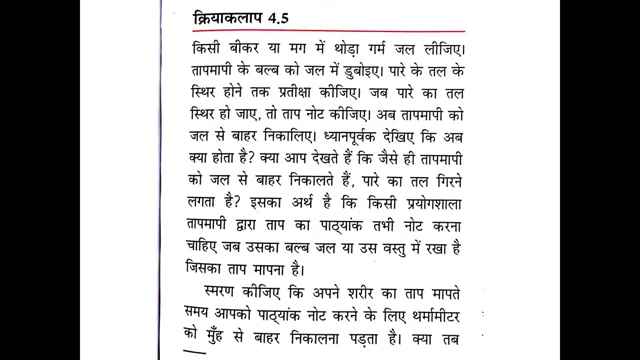 क्रियाकलाप 4.5
किसी बीकर या मग में थोड़ा गर्म जल लीजिए।
तापमापी के बल्ब को जल में डुबोइए। पारे के तल के
स्थिर होने तक प्रतीक्षा कीजिए। जब पारे का तल
स्थिर हो जाए, तो ताप नोट कीजिए। अब तापमापी को
जल से बाहर निकालिए। ध्यानपूर्वक देखिए कि अब
क्या होता है? क्या आप देखते हैं कि जैसे ही तापमापी
को जल से बाहर निकालते हैं, पारे का तल गिरने
लगता है? इसका अर्थ है कि किसी प्रयोगशाला
तापमापी द्वारा ताप का पाठ्यांक तभी नोट करना
चाहिए जब उसका बल्ब जल या उस वस्तु में रखा है
जिसका ताप मापना है।
स्मरण कीजिए कि अपने शरीर का ताप मापते
समय आपको पाठ्यांक नोट करने के लिए थर्मामीटर
को मुँह से बाहर निकालना पड़ता है। क्या तब